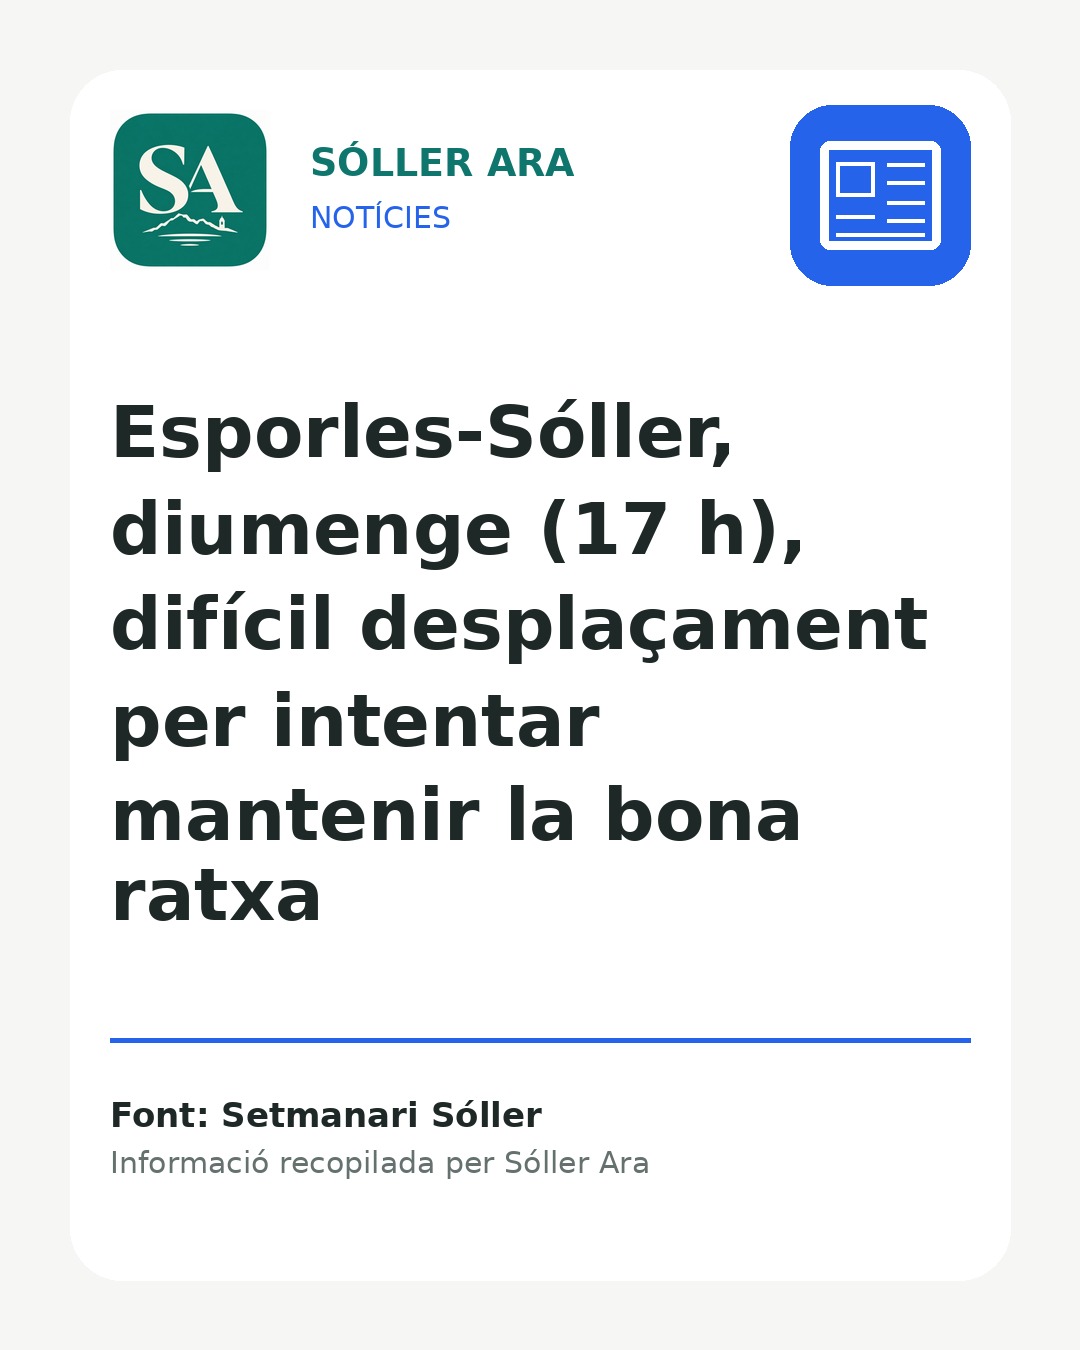 SA
SÓLLER ARA
NOTÍCIES
Esporles-Sóller,
diumenge (17 h),
difícil desplaçament
per intentar
mantenir la bona
ratxa
Font: Setmanari Sóller
Informació recopilada per Sóller Ara